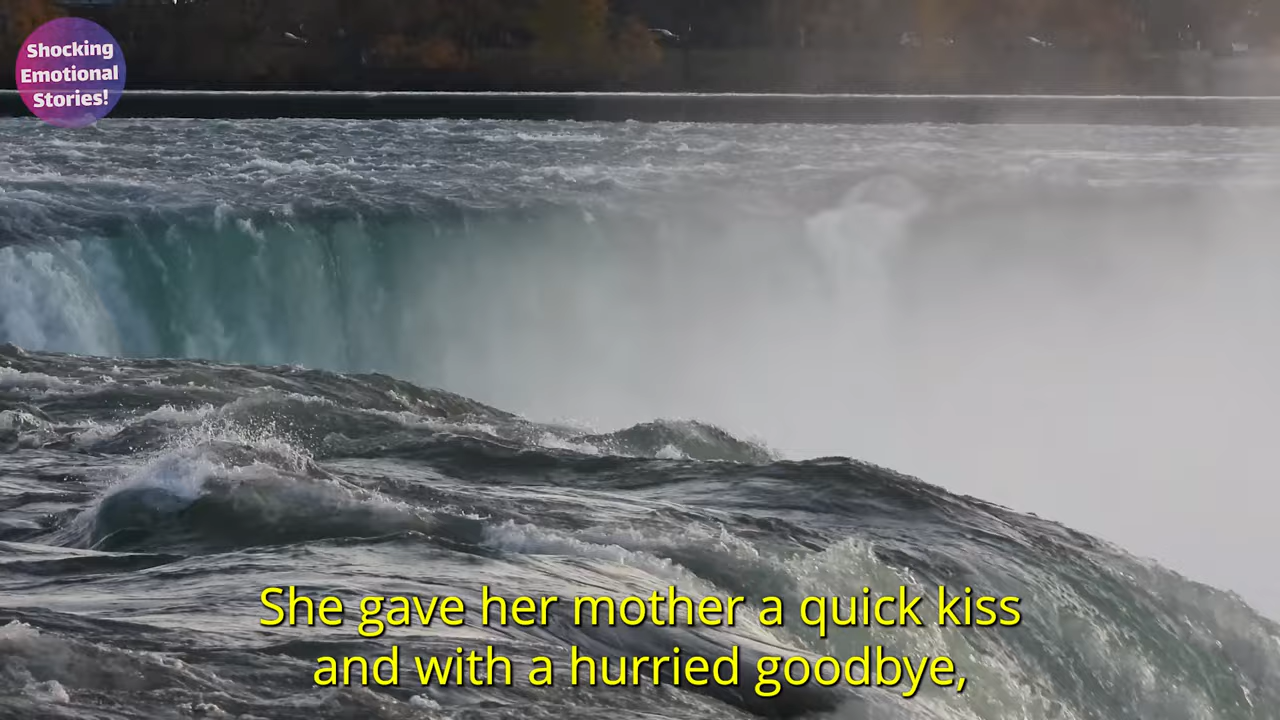 Shocking
Emotional
Stories!
She gave her mother a quick kiss
and with a hurried goodbye,